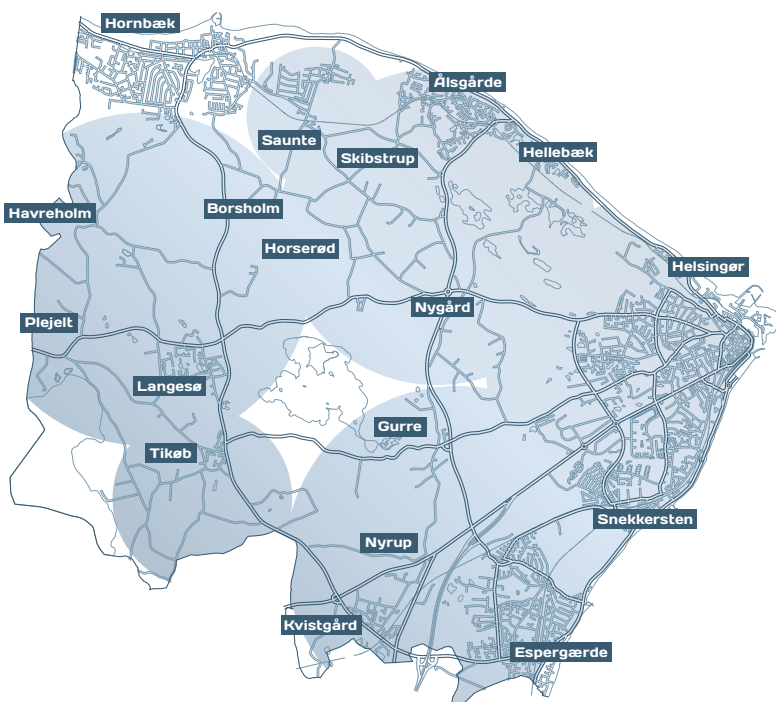 Hornbæk
Ålsgårde
Saunte
Skibstrup
Hellebæk
Havreholm
Borsholm
Horserød
Helsingør
Nygård
Plejelt
Langesø
Gurre
Tikøb
Snekkersten
Nyrup
Kvistgård
Espergærde